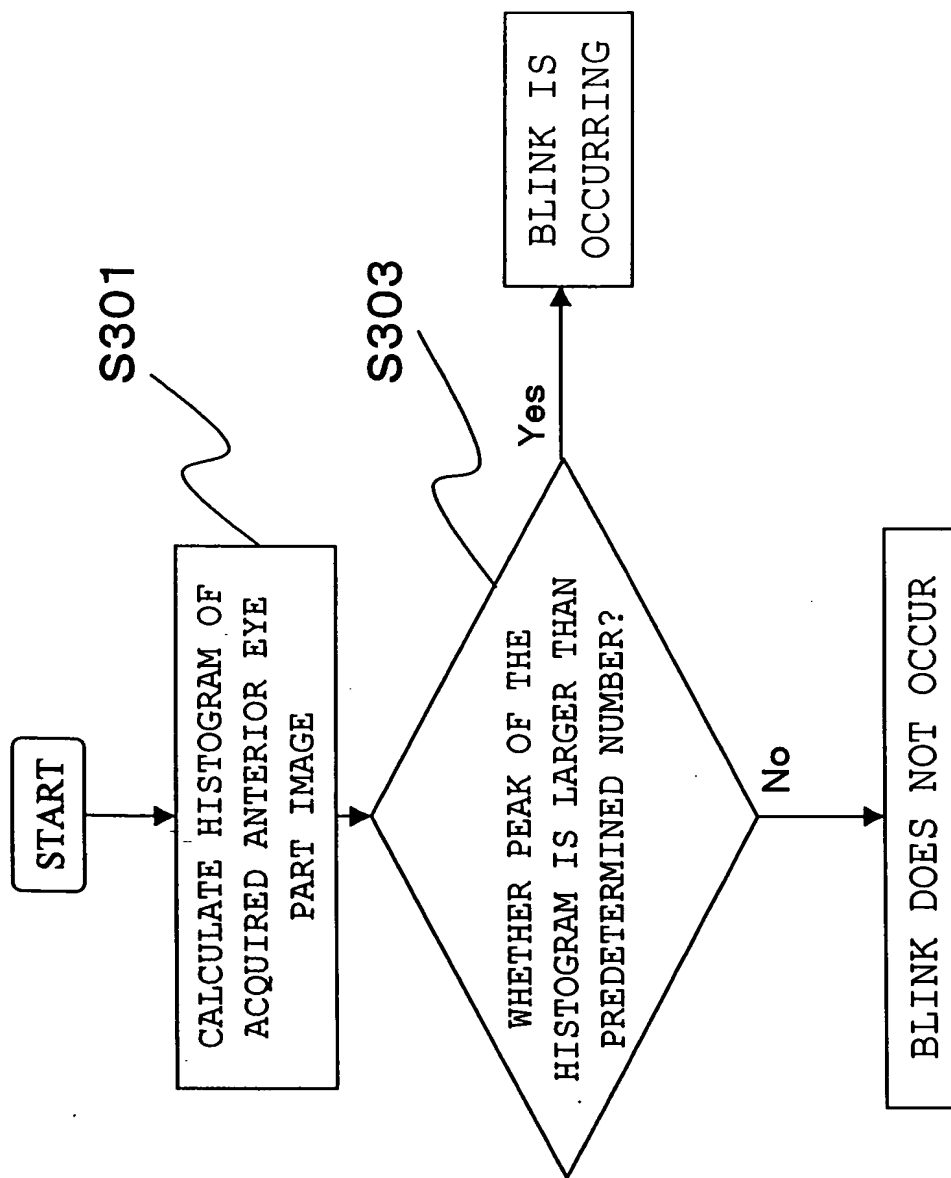 START
CALCULATE HISTOGRAM OF
ACQUIRED ANTERIOR EYE
PART IMAGE
S301
WHETHER PEAK OF THE
HISTOGRAM IS LARGER THAN
PREDETERMINED NUMBER?
S303
Yes
BLINK IS
OCCURRING
No
BLINK DOES NOT OCCUR